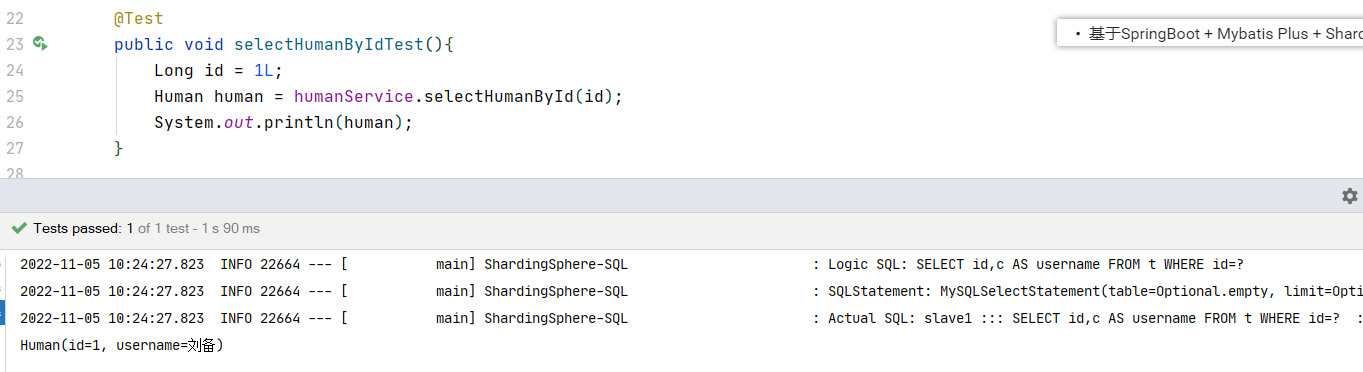 22 @Test
23 public void selectHumanByIdTest(){
• 基于SpringBoot + Mybatis Plus + Shard
24 Long id = 1L;
25 Human human = humanService.selectHumanById(id);
26 System.out.println(human);
27 }
28
Tests passed: 1 of 1 test - 1 s 90 ms
2022-11-05 10:24:27.823  INFO 22664 --- [           main] ShardingSphere-SQL                       : Logic SQL: SELECT id,c AS username FROM t WHERE id=?
2022-11-05 10:24:27.823  INFO 22664 --- [           main] ShardingSphere-SQL                       : SQLStatement: MySQLSelectStatement(table=Optional.empty, limit=Opti
2022-11-05 10:24:27.823  INFO 22664 --- [           main] ShardingSphere-SQL                       : Actual SQL: slave1 ::: SELECT id,c AS username FROM t WHERE id=?  :
Human(id=1, username=刘备)